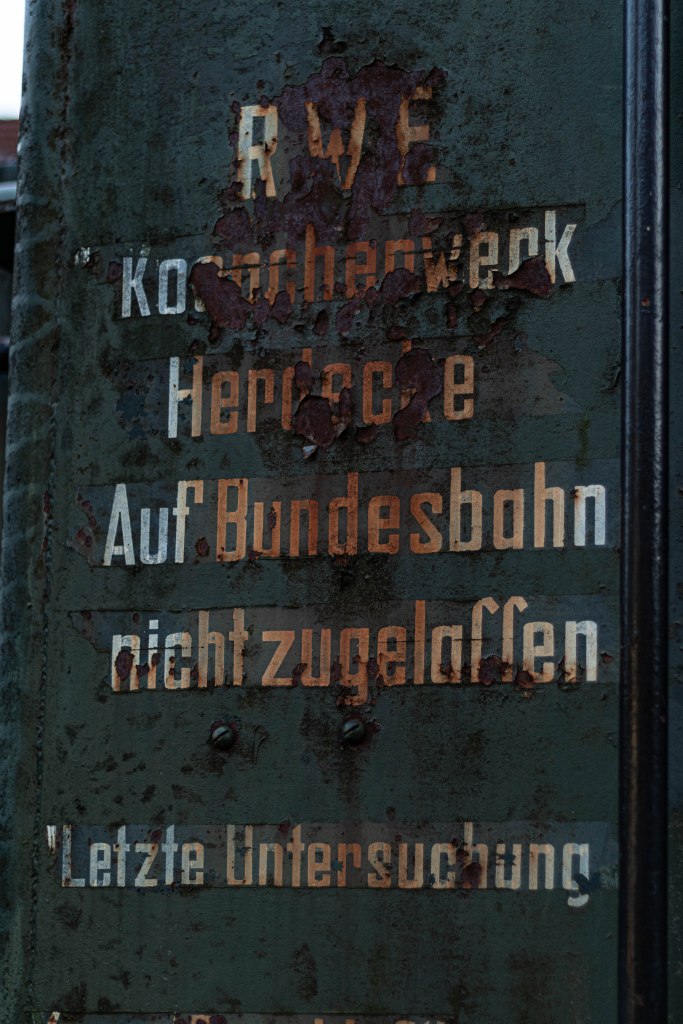 RWE
"Koepchenwerk
Herdecke
Auf Bundesbahn
nicht zugelaſſen
"Letzte Untersuchung